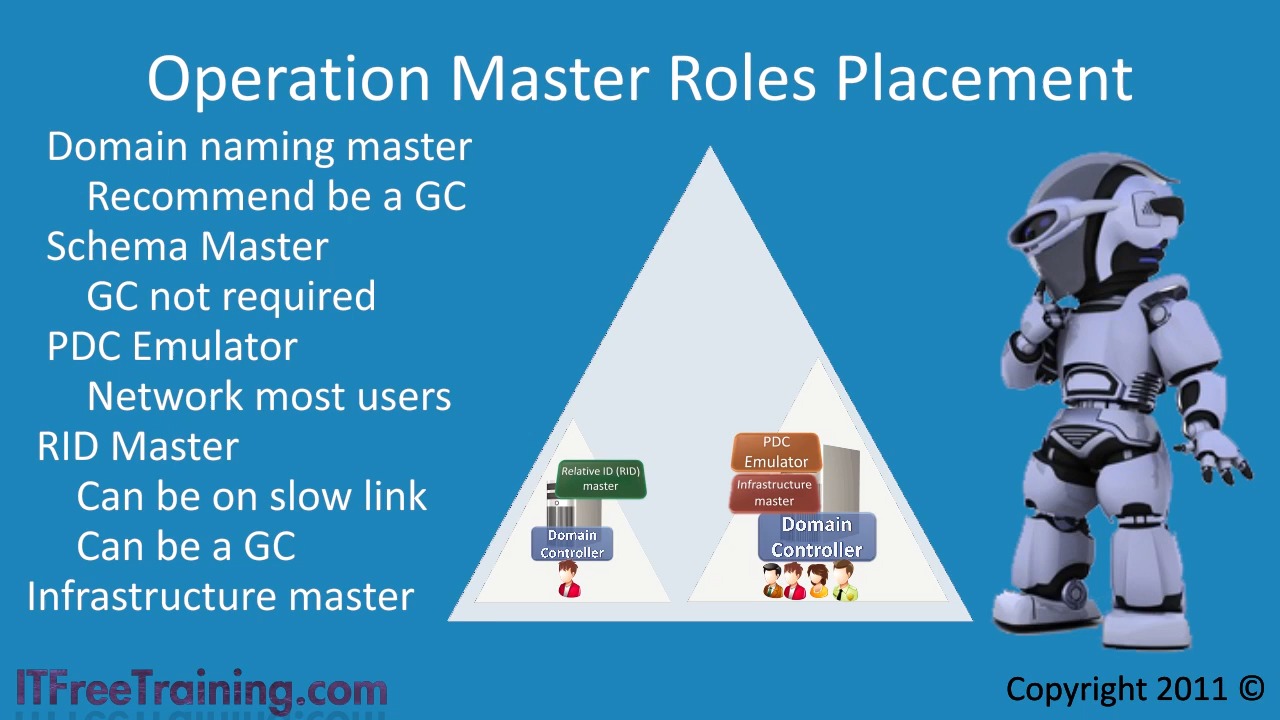 Operation Master Roles Placement
Domain naming master
Recommend be a GC
Schema Master
GC not required
PDC Emulator
Network most users
RID Master
Can be on slow link
Can be a GC
Infrastructure master
Relative ID (RID)
master
Domain
Controller
PDC
Emulator
Infrastructure
master
Domain
Controller
ITFreeTraining.com
Copyright 2011 ©